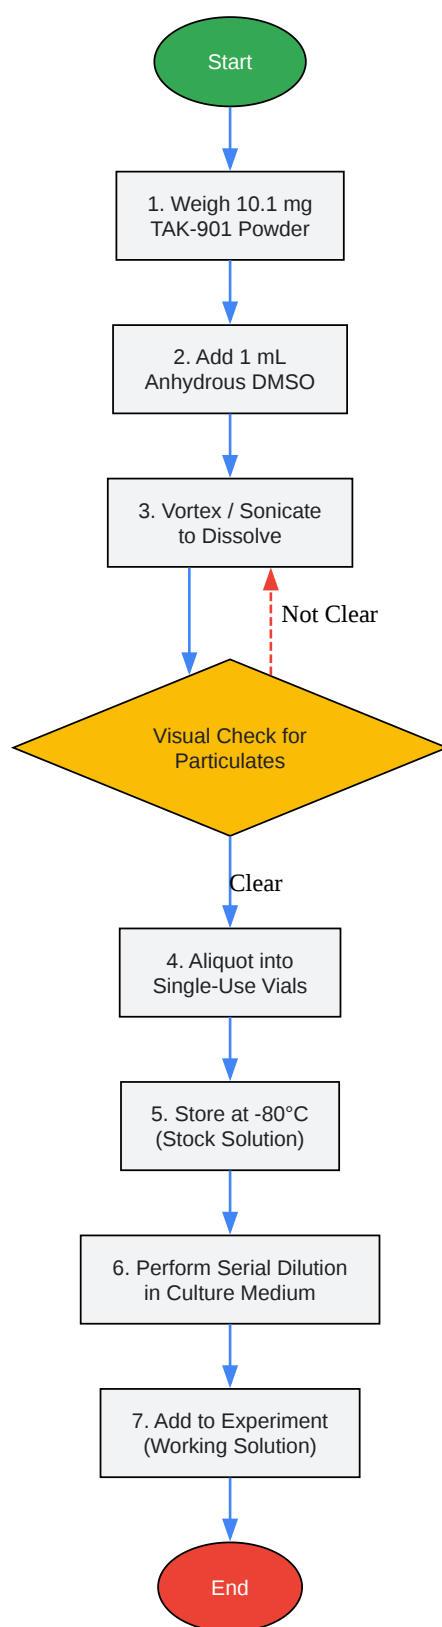 Start
1. Weigh 10.1 mg
TAK-901 Powder
2. Add 1 mL
Anhydrous DMSO
3. Vortex / Sonicate
to Dissolve
Not Clear
Visual Check for
Particulates
Clear
4. Aliquot into
Single-Use Vials
5. Store at -80°C
(Stock Solution)
6. Perform Serial Dilution
in Culture Medium
7. Add to Experiment
(Working Solution)
End